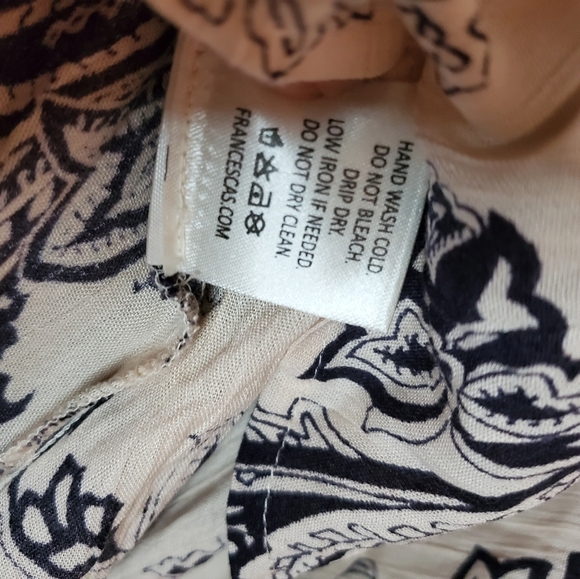 HAND WASH COLD
DO NOT BLEACH.
DRIP DRY.
LOW IRON IF NEEDED.
DO NOT DRY CLEAN.
FRANCESCAS.COM